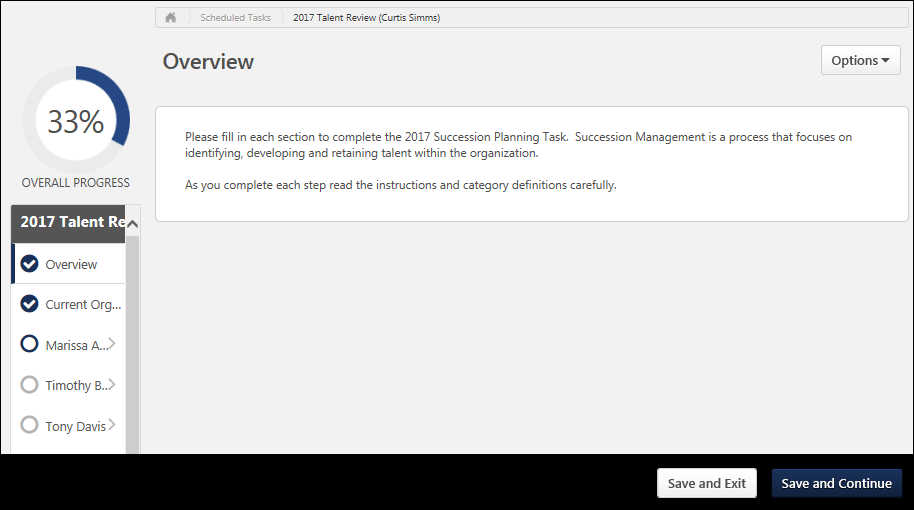 Scheduled Tasks 2017 Talent Review (Curtis Simms)
Overview
Options
33%
OVERALL PROGRESS
Please fill in each section to complete the 2017 Succession Planning Task. Succession Management is a process that focuses on
identifying, developing and retaining talent within the organization.
As you complete each step read the instructions and category definitions carefully.
2017 Talent Re
Overview
Current Org...
Marissa A...
Timothy B...
Tony Davis
Save and Exit
Save and Continue